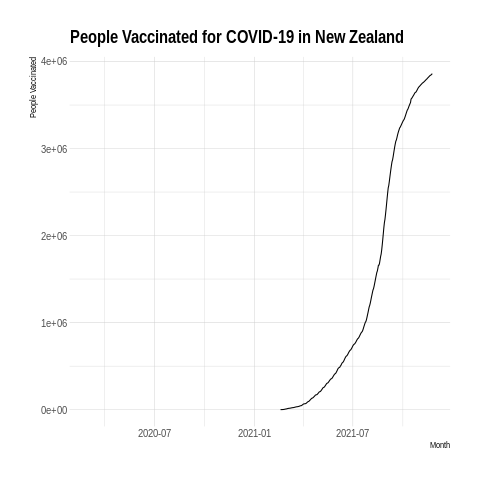 People Vaccinated for COVID-19 in New Zealand
People Vaccinated
4e+06
3e+06
2e+06
1e+06
0e+00
2020-07
2021-01
2021-07
Month